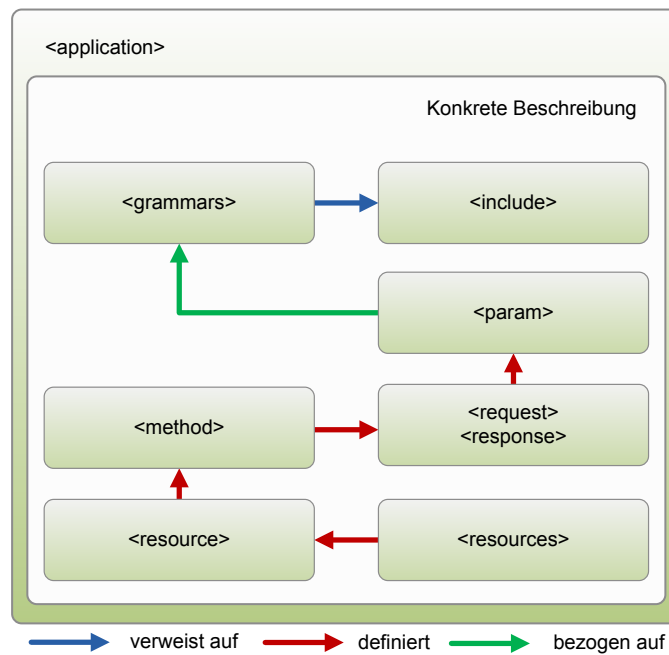 <application>
Konkrete Beschreibung
<grammars>
<include>
<param>
<method>
<request>
<response>
<resource>
<resources>
verweist auf
definiert
bezogen auf